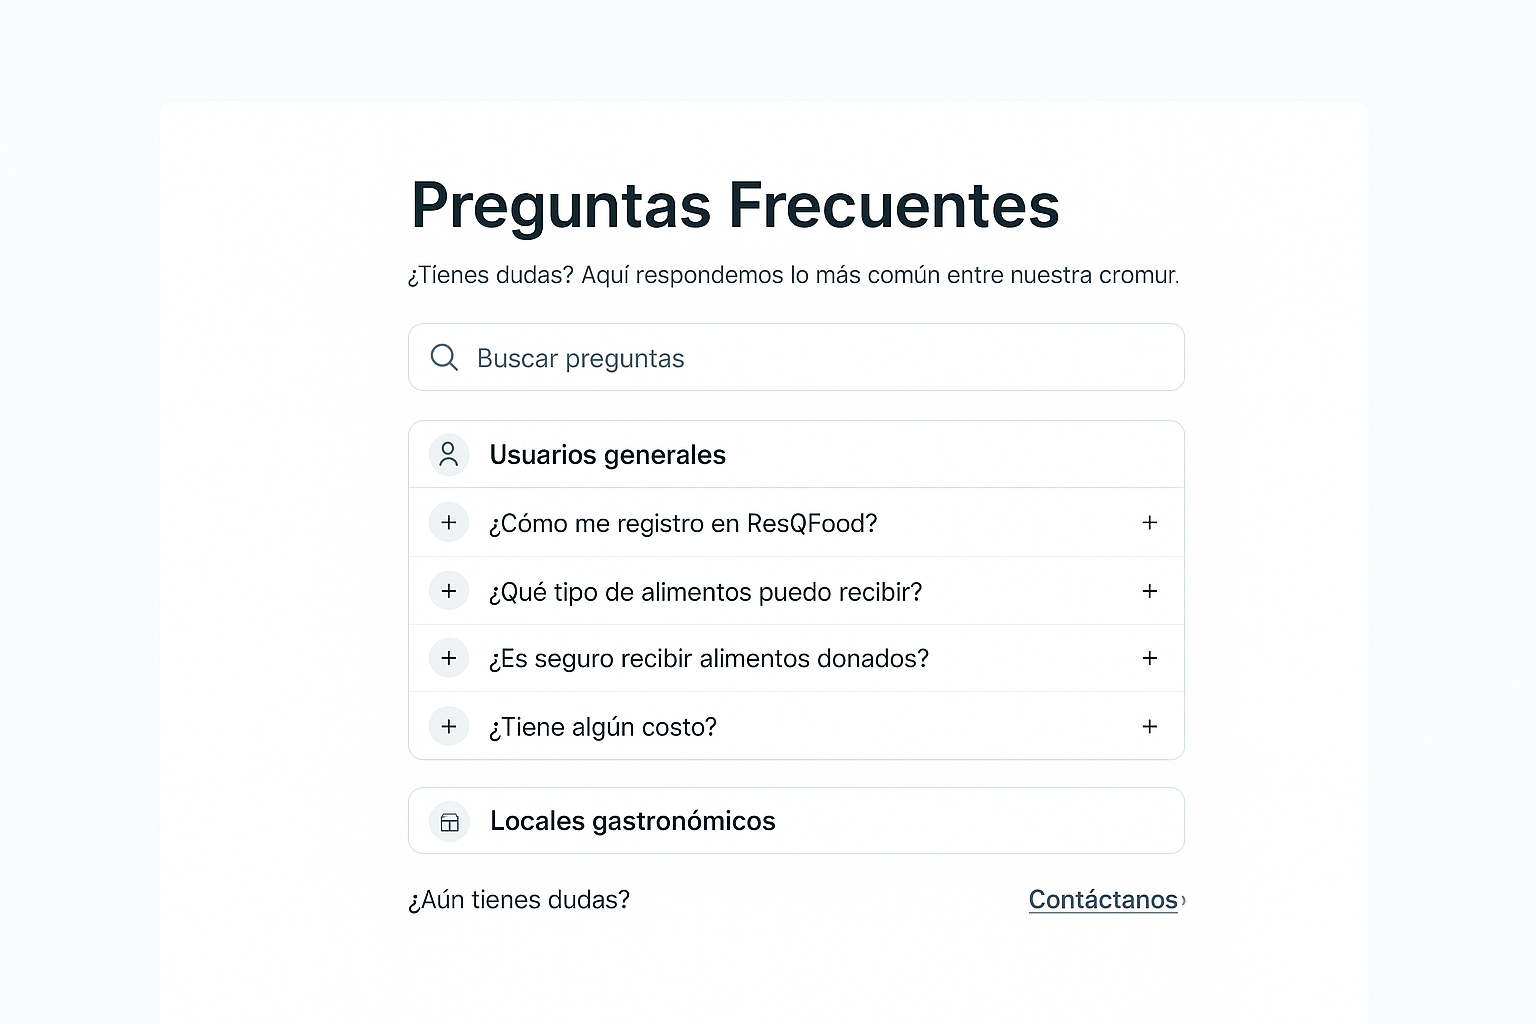 Preguntas Frecuentes
¿Tíenes dudas? Aquí respondemos lo más común entre nuestra cromur.
Buscar preguntas
Usuarios generales
+ ¿Cómo me registro en ResQFood? +
+ ¿Qué tipo de alimentos puedo recibir? +
+ ¿Es seguro recibir alimentos donados? +
+ ¿Tiene algún costo? +
Locales gastronómicos
¿Aún tienes dudas? Contáctanos ›